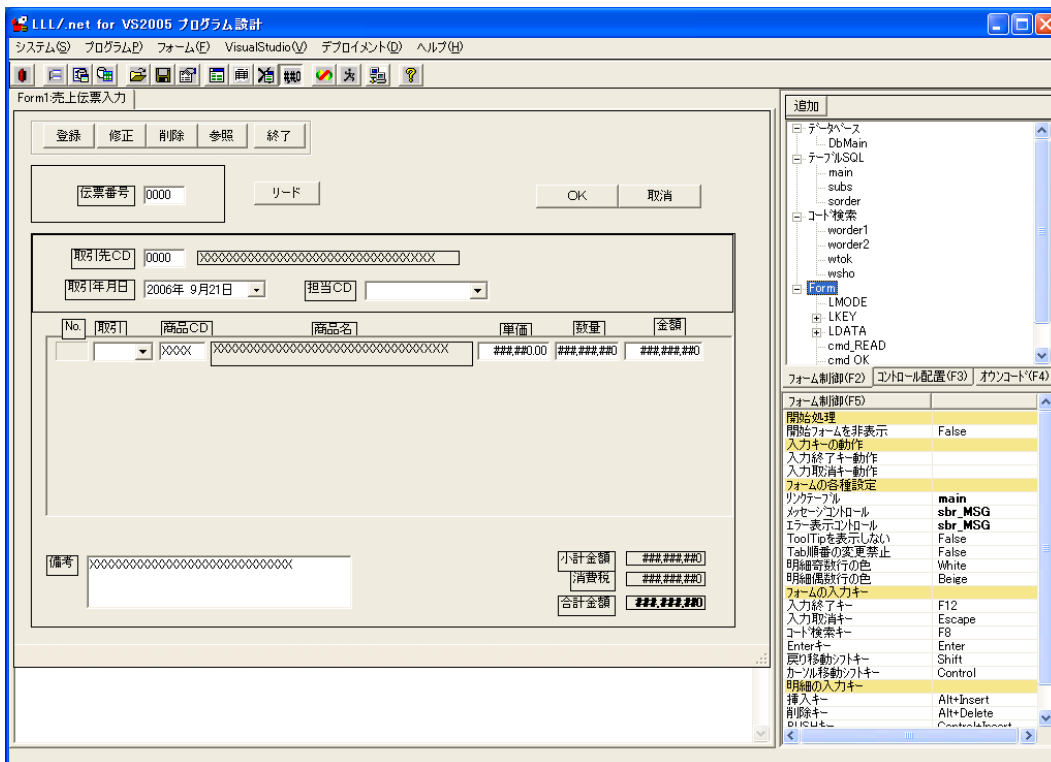 LLL/.net for VS2005 プログラム設計
システム(S) プログラムP) フォーム(F) VisualStudio(V) デプロイメント(D) ヘルプ(H)
Form1:売上伝票入力
登録 修正 削除 参照 終了
伝票番号 0000 リード OK 取消
取引先CD 0000 XXXXXXXXXXXXXXXXXXXXXXXXXXXXXX
取引年月日 2006年 9月21日 担当CD
No. 取引 商品CD 商品名 単価 数量 金額
XXXX XXXXXXXXXXXXXXXXXXXXXXXXXXXXXX ###,##0.00 ###,###,##0 ###,###,##0
備考 XXXXXXXXXXXXXXXXXXXXXXXXXXXXXX
小計金額 ###,###,##0
消費税 ###,###,##0
合計金額 ###,###,##0
追加
データベース
DbMain
テーブルSQL
main
subs
sorder
コード検索
worder1
worder2
wtok
wsho
Form
LMODE
LKEY
LDATA
cmd_READ
cmd OK
フォーム制御(F2) コントロール配置(F3) オウンコード(F4)
フォーム制御(F5)
開始処理
開始フォームを非表示 False
入力キーの動作
入力終了キー動作
入力取消キー動作
フォームの各種設定
リンクテーブル main
メッセージコントロール sbr_MSG
エラー表示コントロール sbr_MSG
ToolTipを表示しない False
Tab順番の変更禁止 False
明細奇数行の色 White
明細偶数行の色 Beige
フォームの入力キー
入力終了キー F12
入力取消キー Escape
コード検索キー F8
Enterキー Enter
戻り移動シフトキー Shift
カーソル移動シフトキー Control
明細の入力キー
挿入キー Alt+Insert
削除キー Alt+Delete
PUSHキー Control+Insert